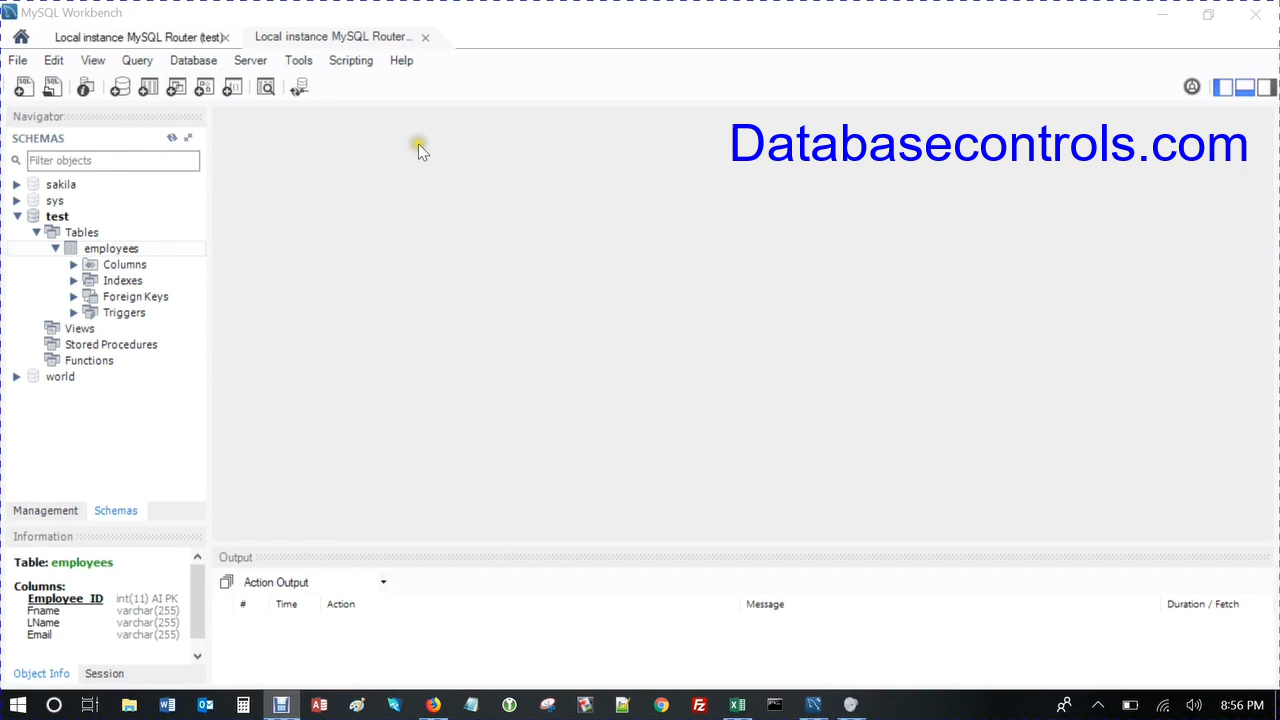 MySQL Workbench
Local instance MySQL Router (test)
Local instance MySQL Router...
File Edit View Query Database Server Tools Scripting Help
Navigator
SCHEMAS
Filter objects
sakila
sys
test
Tables
employees
Columns
Indexes
Foreign Keys
Triggers
Views
Stored Procedures
Functions
world
Databasecontrols.com
Management Schemas
Information
Table: employees
Columns:
Employee_ID int(11) AI PK
Fname varchar(255)
LName varchar(255)
Email varchar(255)
Object Info Session
Output
Action Output
# Time Action Message Duration / Fetch
8:56 PM